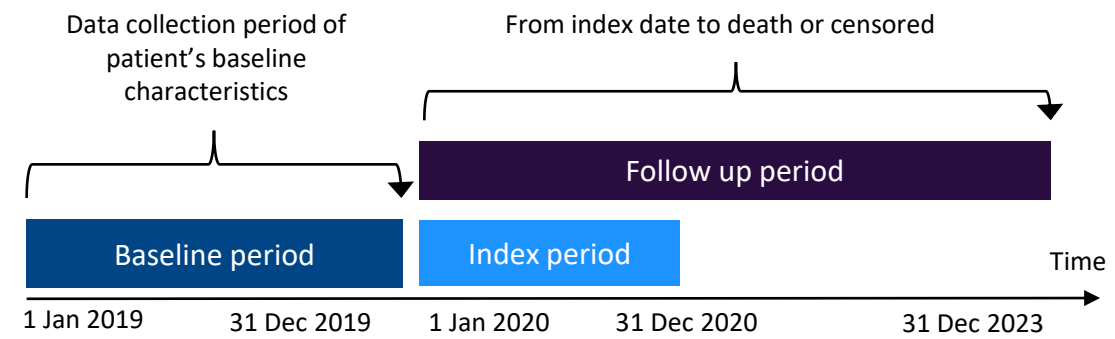 Data collection period of
patient's baseline
characteristics
From index date to death or censored
Follow up period
Baseline period
Index period
Time
1 Jan 2019
31 Dec 2019
1 Jan 2020
31 Dec 2020
31 Dec 2023